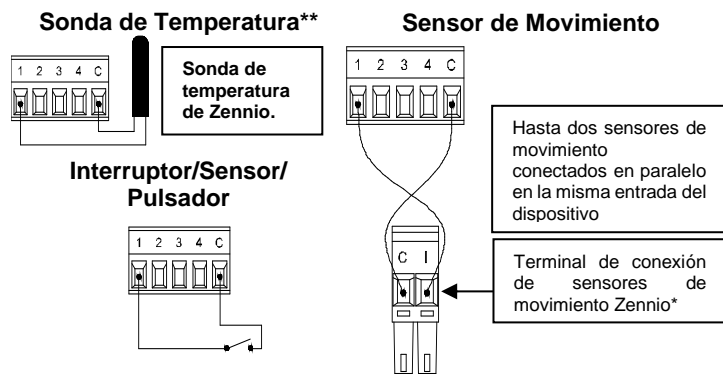 Sonda de Temperatura**
1 2 3 4 C
Sonda de
temperatura
de Zennio.
Interruptor/Sensor/
Pulsador
1 2 3 4 C
Sensor de Movimiento
1 2 3 4 C
Hasta dos sensores de
movimiento
conectados en paralelo
en la misma entrada del
dispositivo
C I
Terminal de conexión
de sensores de
movimiento Zennio*